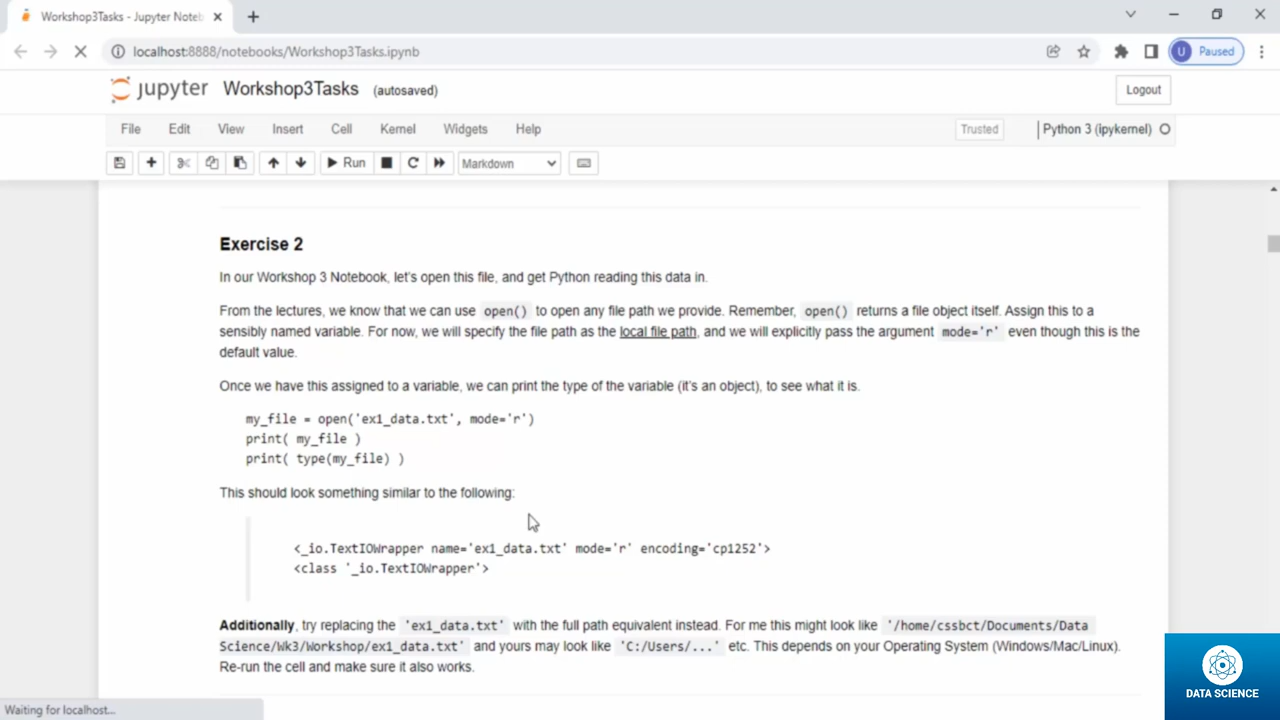 Workshop3Tasks - Jupyter Noteb
localhost:8888/notebooks/Workshop3Tasks.ipynb
U Paused
jupyter Workshop3Tasks (autosaved)
Logout
File Edit View Insert Cell Kernel Widgets Help
Trusted
Python 3 (ipykernel)
Run
Markdown
Exercise 2
In our Workshop 3 Notebook, let's open this file, and get Python reading this data in.
From the lectures, we know that we can use open() to open any file path we provide. Remember, open() returns a file object itself. Assign this to a
sensibly named variable. For now, we will specify the file path as the local file path, and we will explicitly pass the argument mode='r' even though this is the
default value.
Once we have this assigned to a variable, we can print the type of the variable (it's an object), to see what it is.
my_file = open('ex1_data.txt', mode='r')
print( my_file )
print( type(my_file) )
This should look something similar to the following:
<_io.TextIOWrapper name='ex1_data.txt' mode='r' encoding='cp1252'>
<class '_io.TextIOWrapper'>
Additionally, try replacing the 'ex1_data.txt' with the full path equivalent instead. For me this might look like '/home/cssbct/Documents/Data
Science/Wk3/Workshop/ex1_data.txt' and yours may look like 'C:/Users/...' etc. This depends on your Operating System (Windows/Mac/Linux).
Re-run the cell and make sure it also works.
DATA SCIENCE
Waiting for localhost...